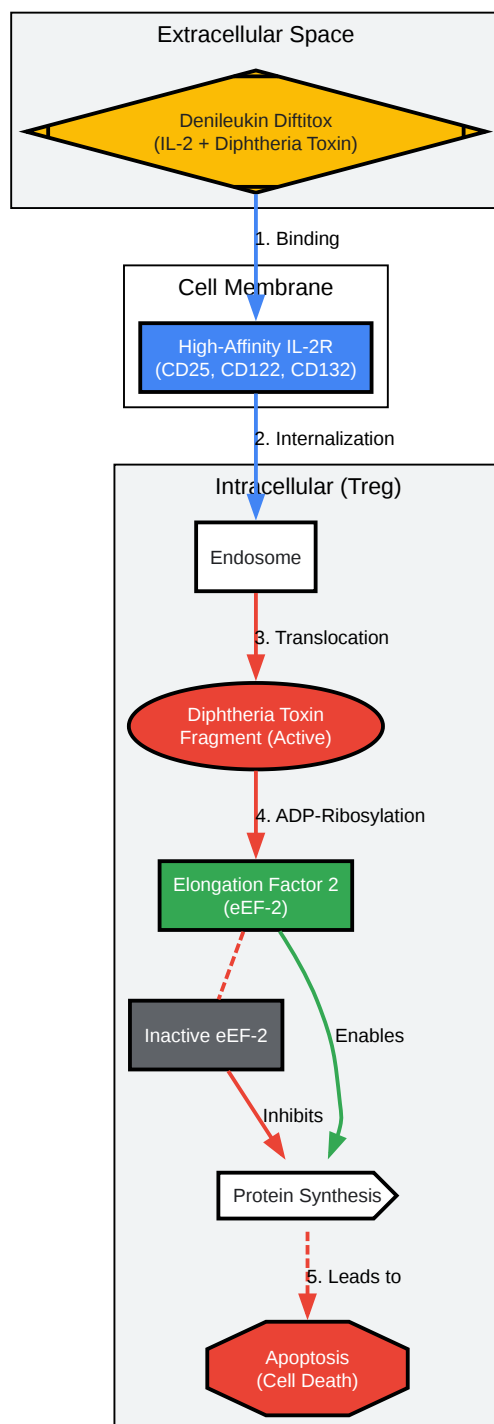 Extracellular Space
Denileukin Diftitox
(IL-2 + Diphtheria Toxin)
1. Binding
Cell Membrane
High-Affinity IL-2R
(CD25, CD122, CD132)
2. Internalization
Intracellular (Treg)
Endosome
3. Translocation
Diphtheria Toxin
Fragment (Active)
4. ADP-Ribosylation
Elongation Factor 2
(eEF-2)
Inactive eEF-2
Enables
Inhibits
Protein Synthesis
5. Leads to
Apoptosis
(Cell Death)